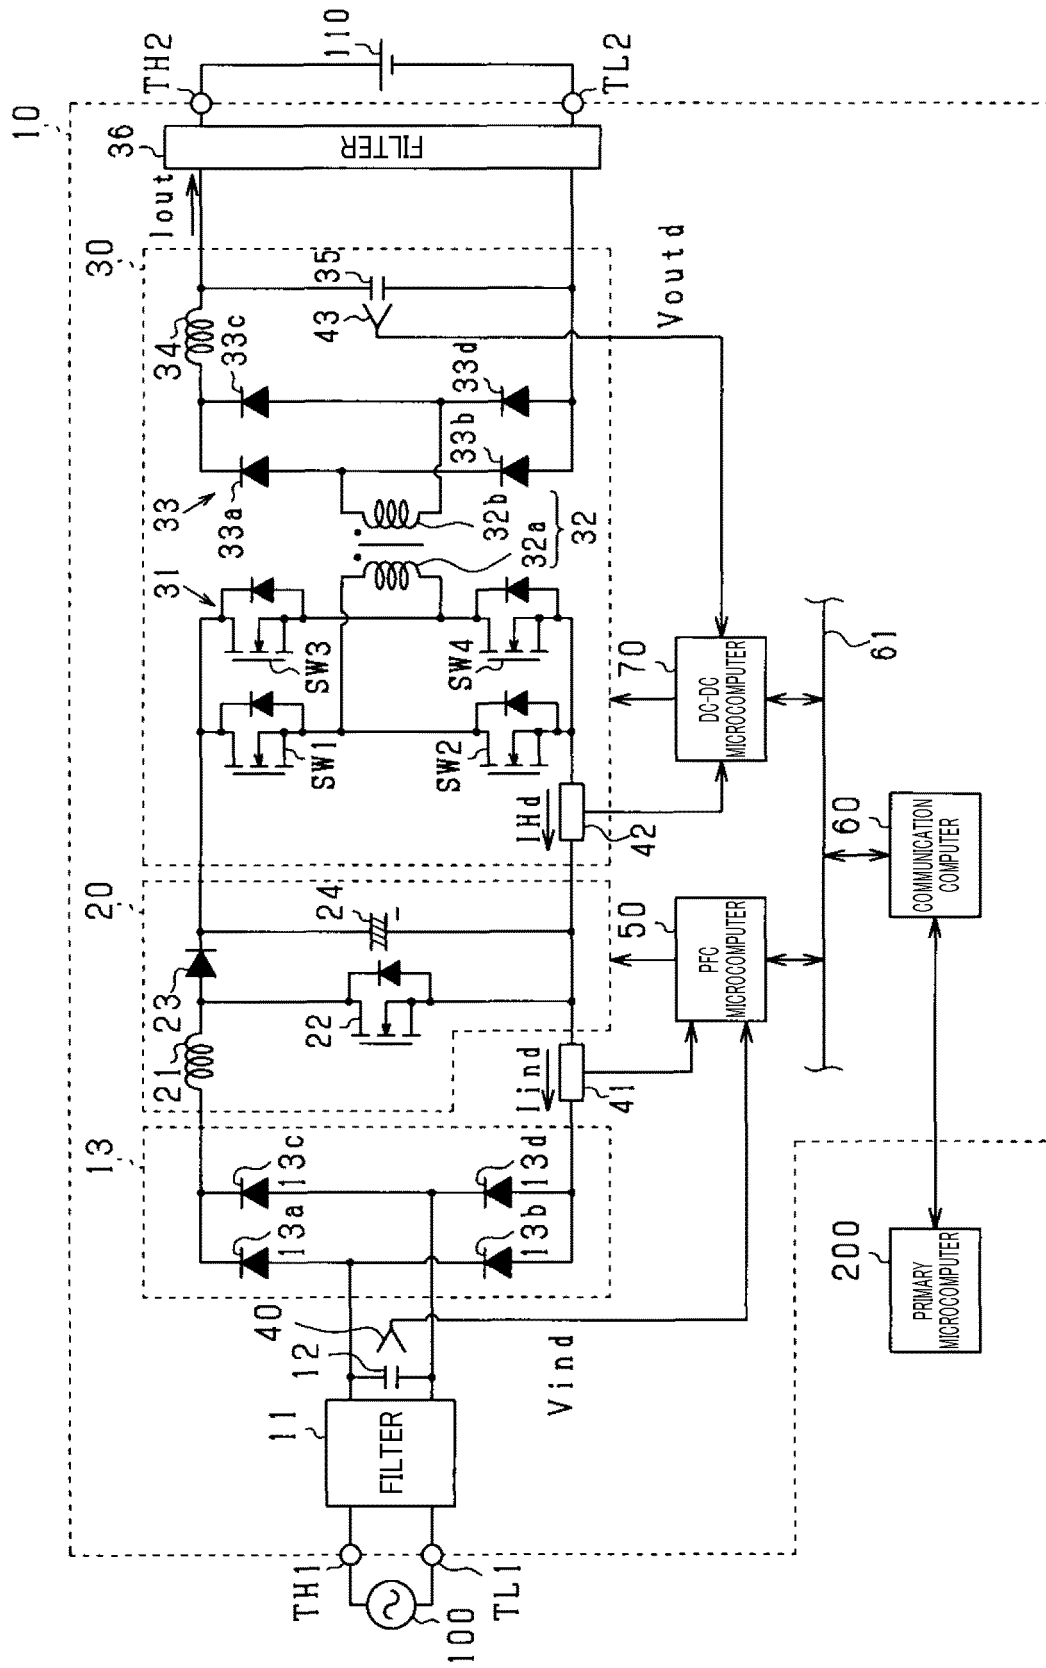 10
TH2
110
TL2
36
FILTER
Iout
30
35
43
34
33c
33d
33b
33
33a
32b
32a
32
31
SW3
SW4
SW1
SW2
IHd
42
Voutd
70
DC-DC
MICROCOMPUTER
61
20
24
23
22
21
50
PFC
MICROCOMPUTER
60
COMMUNICATION
COMPUTER
Iind
41
13
13c
13a
13d
13b
40
12
Vind
11
FILTER
200
PRIMARY
MICROCOMPUTER
TH1
TL1
100